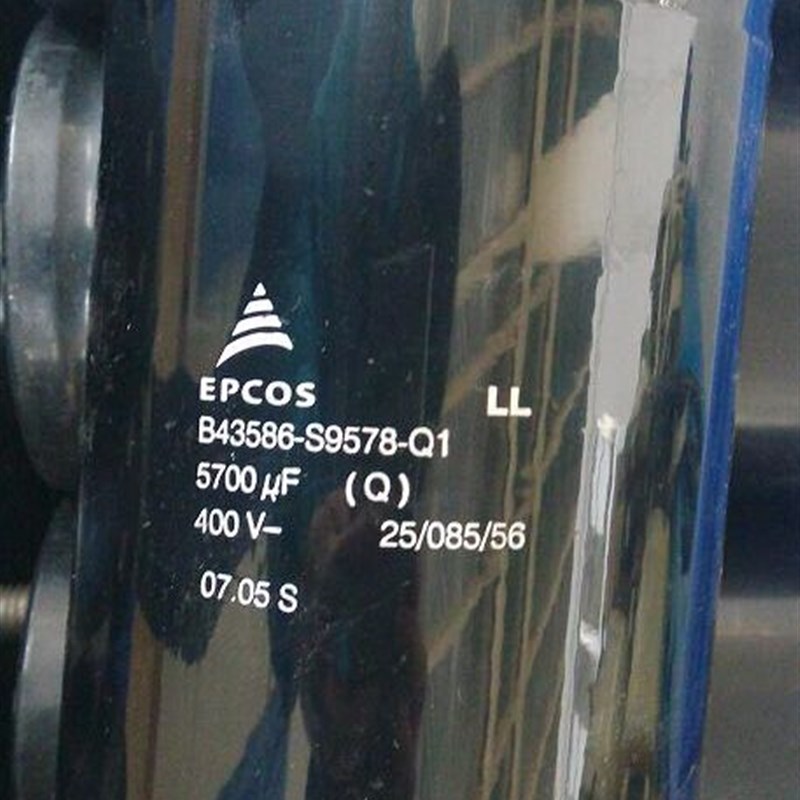 EPCOS LL
B43586-S9578-Q1
5700 µF (Q)
400 V– 25/085/56
07.05 S